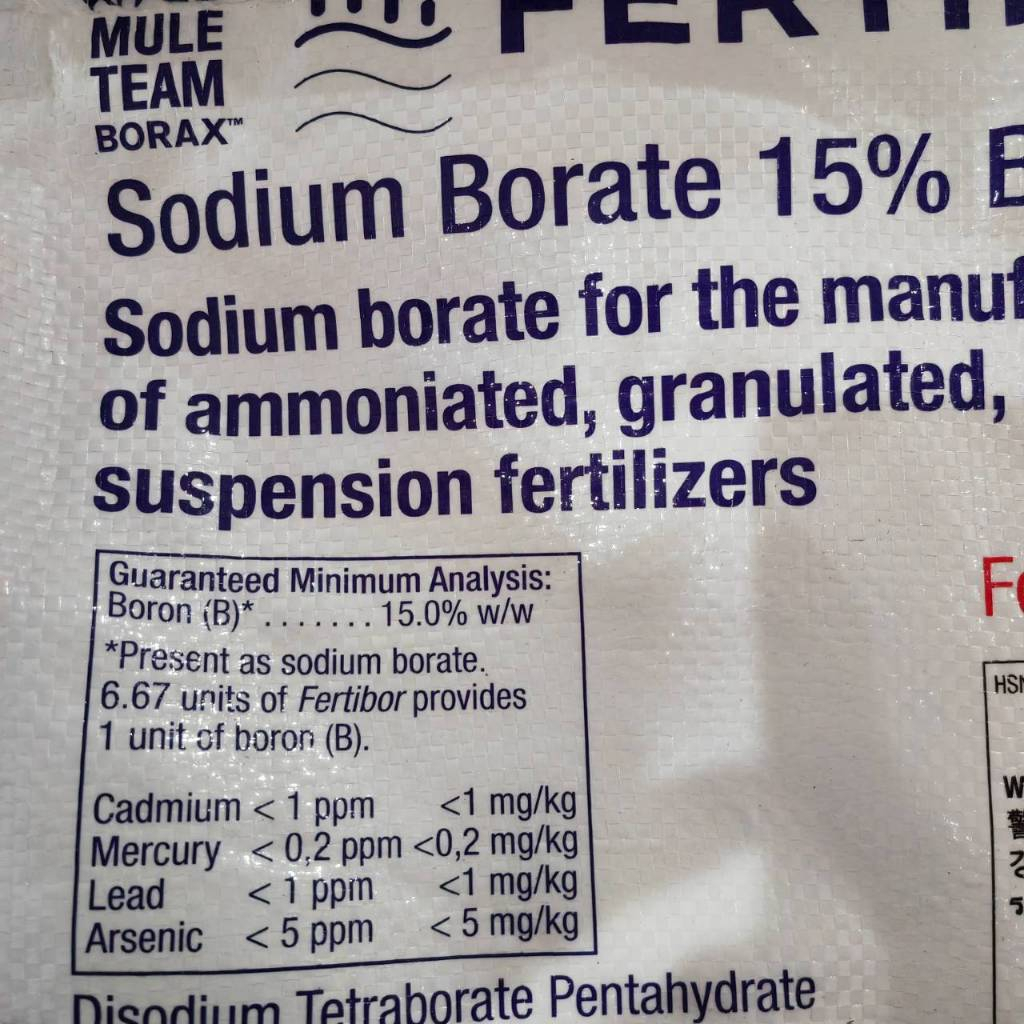 MULE
TEAM
BORAX™
Sodium Borate 15%
Sodium borate for the manuf
of ammoniated, granulated,
suspension fertilizers
Guaranteed Minimum Analysis:
Boron (B)* ....... 15.0% w/w
*Present as sodium borate.
6.67 units of Fertibor provides
1 unit of boron (B).
Cadmium < 1 ppm <1 mg/kg
Mercury < 0,2 ppm <0,2 mg/kg
Lead < 1 ppm <1 mg/kg
Arsenic < 5 ppm < 5 mg/kg
Disodium Tetraborate Pentahydrate